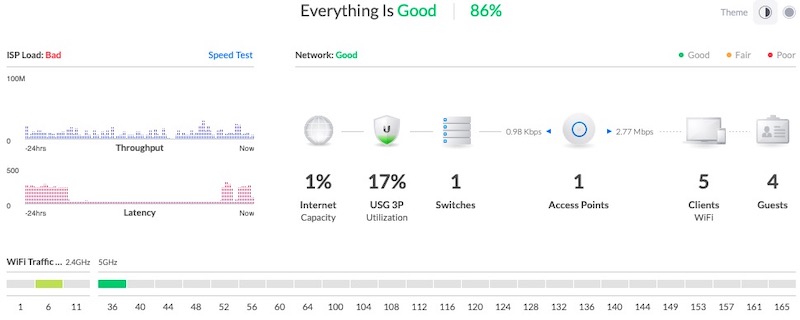 Everything Is Good 86%
Theme
ISP Load: Bad Speed Test
Network: Good
Good Fair Poor
100M
0
-24hrs Throughput Now
500
0
-24hrs Latency Now
U
0.98 Kbps 2.77 Mbps
1% 17% 1 1 5 4
Internet USG 3P Switches Access Points Clients Guests
Capacity Utilization WiFi
WiFi Traffic ... 2.4GHz 5GHz
1 6 11 36 40 44 48 52 56 60 64 100 104 108 112 116 120 124 128 132 136 140 144 149 153 157 161 165